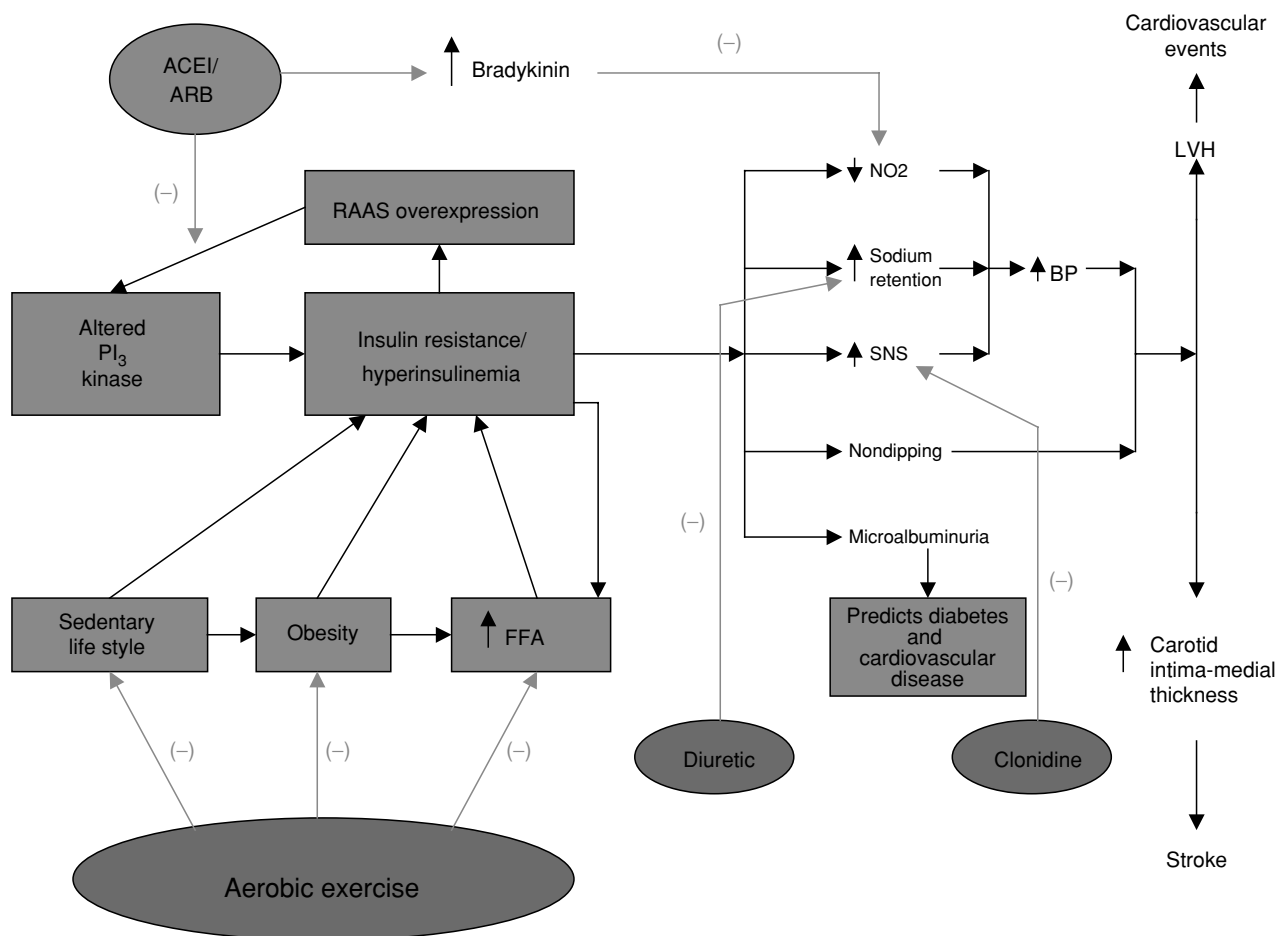 Cardiovascular
events
(–)
ACEI/
ARB
Bradykinin
LVH
NO2
(–)
RAAS overexpression
Sodium
retention
BP
Altered
PI3
kinase
Insulin resistance/
hyperinsulinemia
SNS
Nondipping
(–)
Microalbuminuria
(–)
Sedentary
life style
Obesity
FFA
Predicts diabetes
and
cardiovascular
disease
Carotid
intima-medial
thickness
(–)
(–)
(–)
Diuretic
Clonidine
Stroke
Aerobic exercise